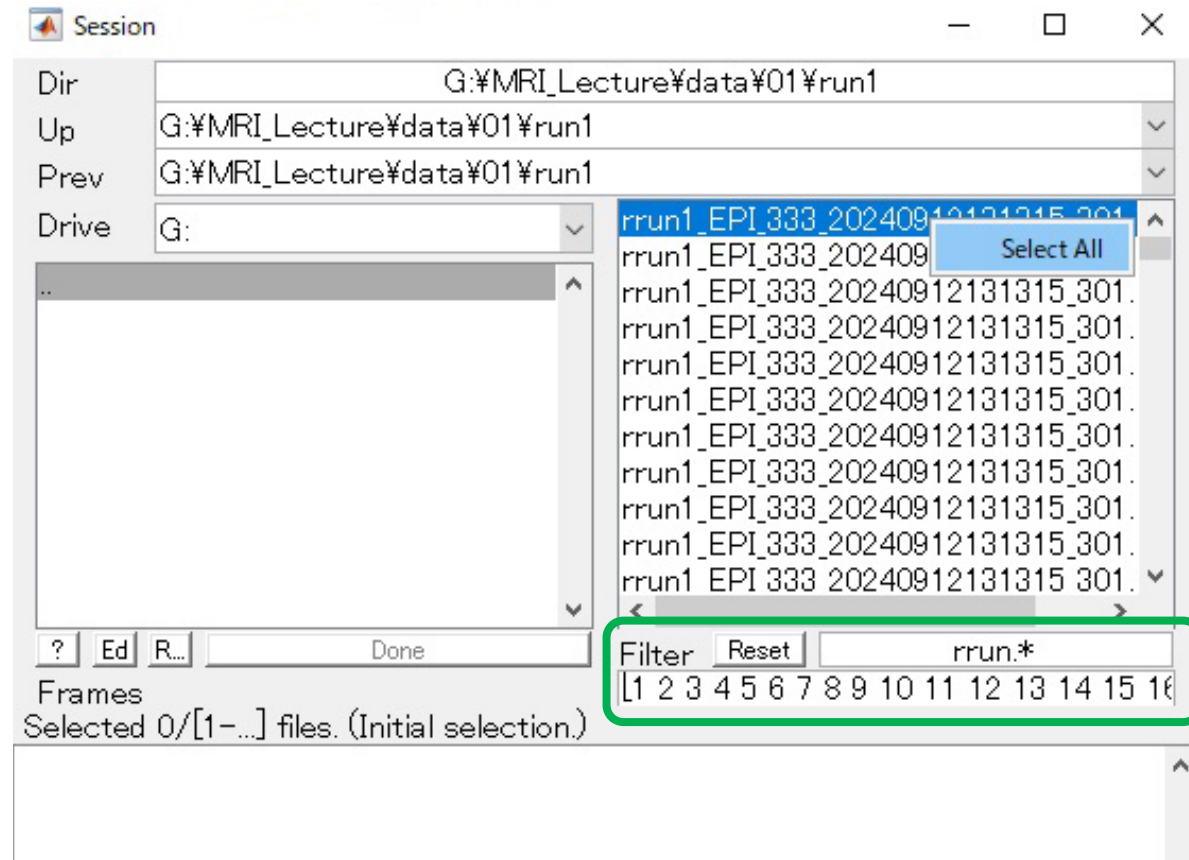 Session
Dir G:¥MRI_Lecture¥data¥01¥run1
Up G:¥MRI_Lecture¥data¥01¥run1
Prev G:¥MRI_Lecture¥data¥01¥run1
Drive G:
..
rrun1_EPI_333_20240912131315_301
Select All
rrun1_EPI_333_202409
rrun1_EPI_333_20240912131315_301.
rrun1_EPI_333_20240912131315_301.
rrun1_EPI_333_20240912131315_301.
rrun1_EPI_333_20240912131315_301.
rrun1_EPI_333_20240912131315_301.
rrun1_EPI_333_20240912131315_301.
rrun1_EPI_333_20240912131315_301.
rrun1_EPI_333_20240912131315_301.
rrun1_EPI_333_20240912131315_301.
? Ed R... Done
Filter Reset rrun.*
Frames [1 2 3 4 5 6 7 8 9 10 11 12 13 14 15 16
Selected 0/[1-...] files. (Initial selection.)